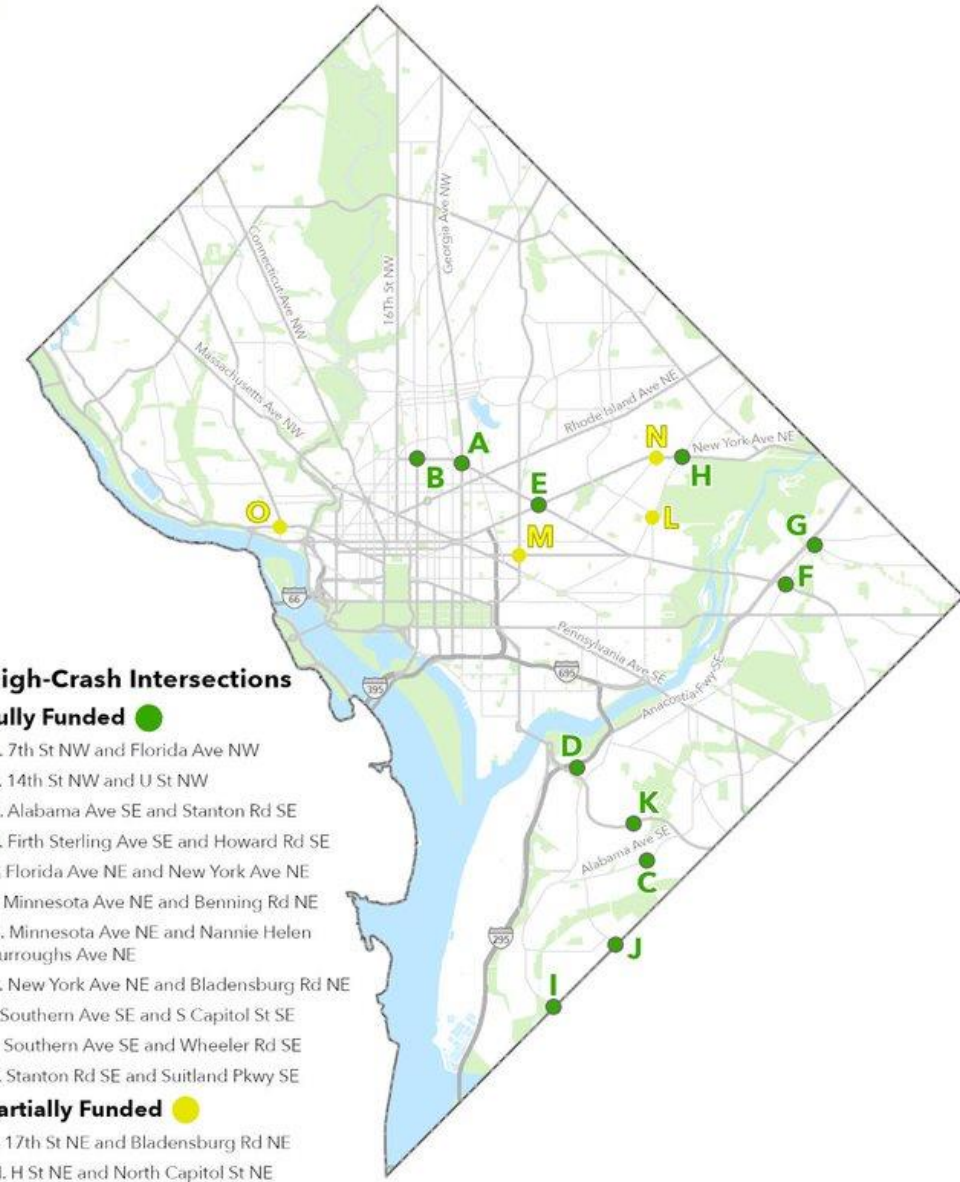 Georgia Ave NW
Connecticut Ave NW
16Th St NW
Massachusetts Ave NW
Rhode Island Ave NE
N
New York Ave NE
A
B
H
E
O
L
M
G
F
66
Pennsylvania Ave SE
695
395
Anacostia Fwy SE
D
K
Alabama Ave SE
C
295
J
I
igh-Crash Intersections
ully Funded
. 7th St NW and Florida Ave NW
. 14th St NW and U St NW
. Alabama Ave SE and Stanton Rd SE
. Firth Sterling Ave SE and Howard Rd SE
Florida Ave NE and New York Ave NE
Minnesota Ave NE and Benning Rd NE
. Minnesota Ave NE and Nannie Helen
urroughs Ave NE
. New York Ave NE and Bladensburg Rd NE
Southern Ave SE and S Capitol St SE
Southern Ave SE and Wheeler Rd SE
. Stanton Rd SE and Suitland Pkwy SE
artially Funded
17th St NE and Bladensburg Rd NE
. H St NE and North Capitol St NE